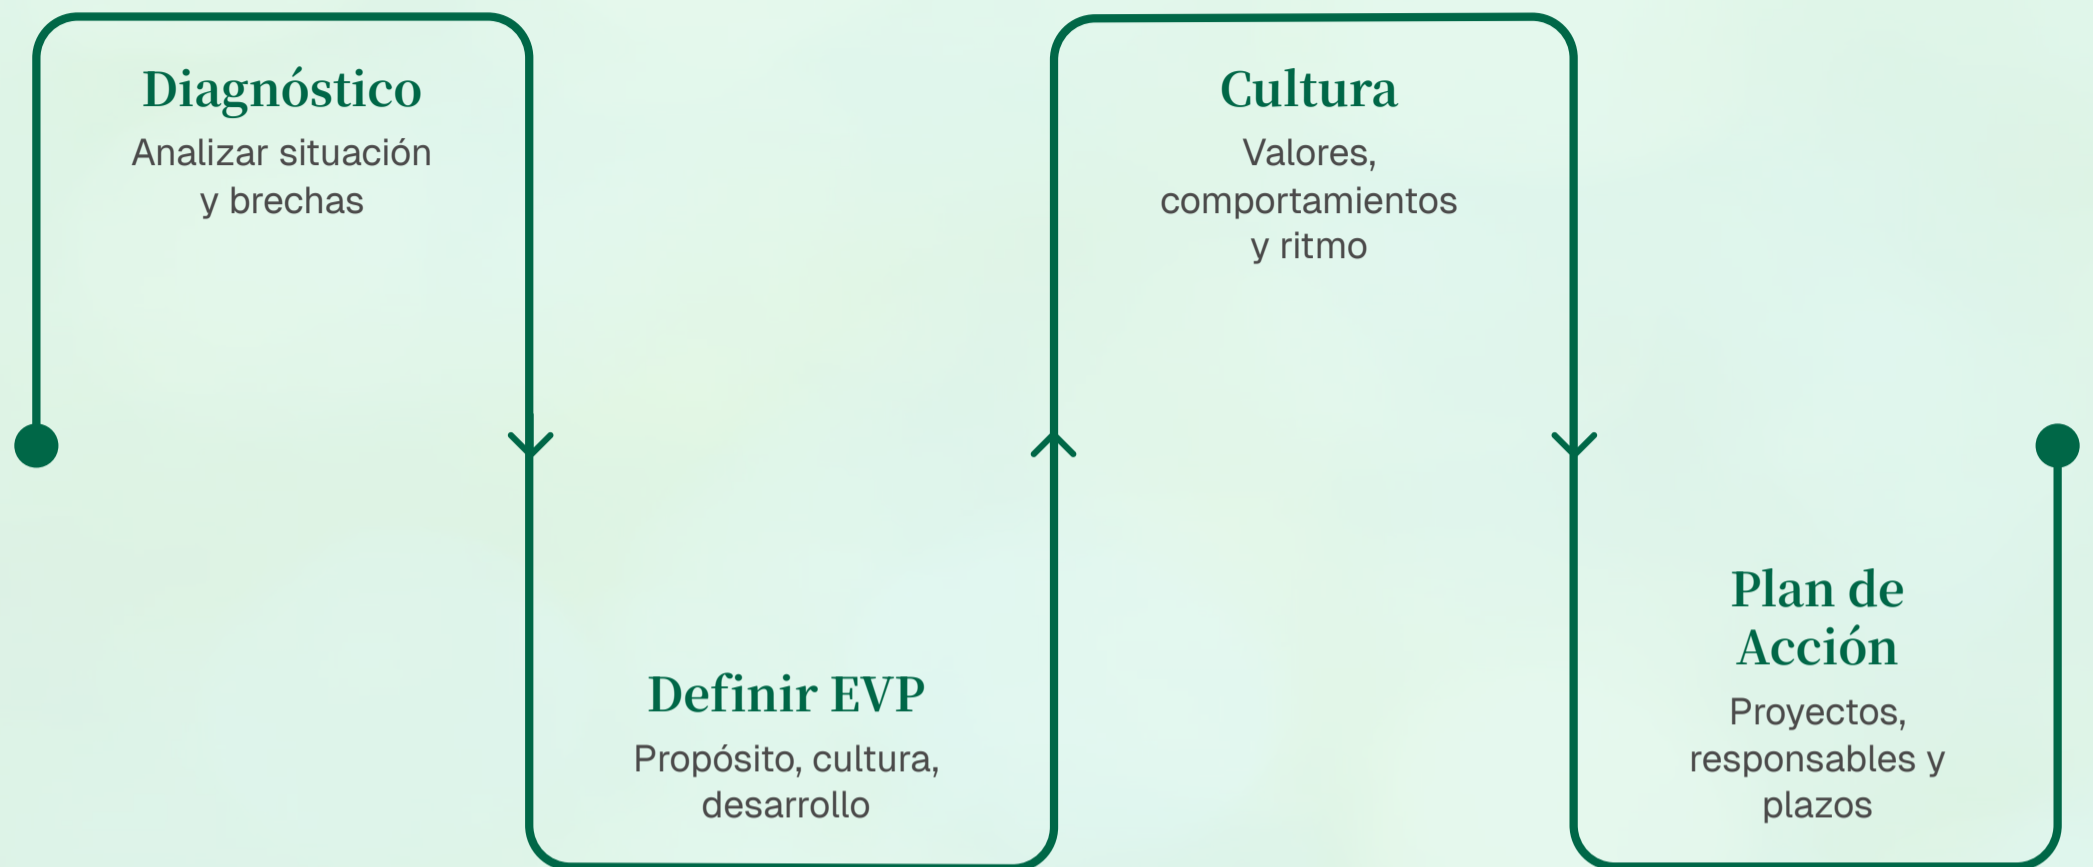 Diagnóstico
Analizar situación
y brechas
Definir EVP
Propósito, cultura,
desarrollo
Cultura
Valores,
comportamientos
y ritmo
Plan de
Acción
Proyectos,
responsables y
plazos